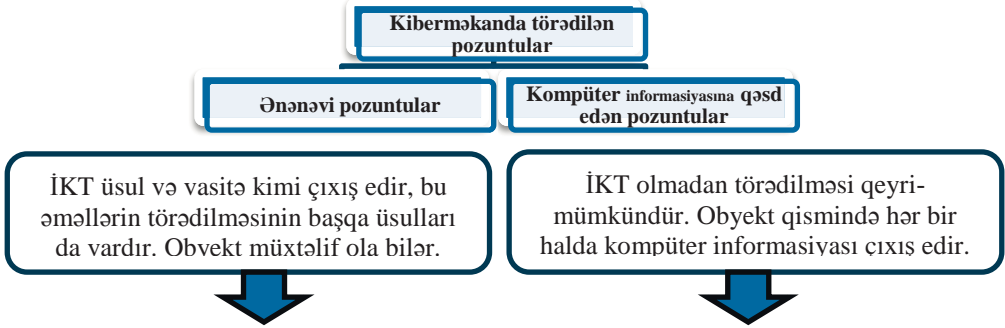 Kiberməkanda törədilən
pozuntular
Ənənəvi pozuntular
Kompüter informasiyasına qəsd
edən pozuntular
İKT üsul və vasitə kimi çıxış edir, bu
əməllərin törədilməsinin başqa üsulları
da vardır. Obyekt müxtəlif ola bilər.
İKT olmadan törədilməsi qeyri-
mümkündür. Obyekt qismində hər bir
halda kompüter informasiyası çıxış edir.